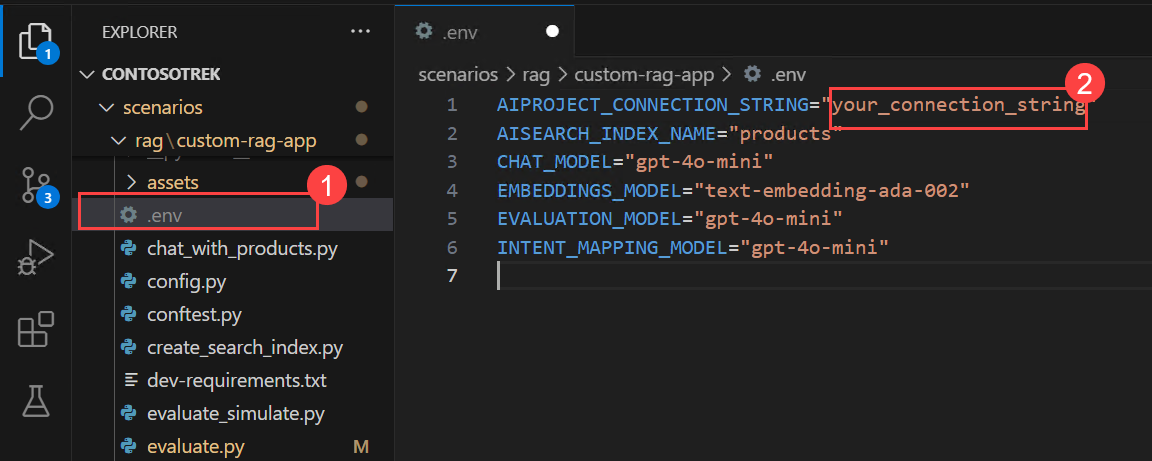 EXPLORER ···
CONTOSOTREK
scenarios
rag\custom-rag-app
assets
.env
chat_with_products.py
config.py
conftest.py
create_search_index.py
dev-requirements.txt
evaluate_simulate.py
evaluate.py M
1
3
1
.env
scenarios > rag > custom-rag-app > .env
2
1 AIPROJECT_CONNECTION_STRING="your_connection_string"
2 AISEARCH_INDEX_NAME="products"
3 CHAT_MODEL="gpt-4o-mini"
4 EMBEDDINGS_MODEL="text-embedding-ada-002"
5 EVALUATION_MODEL="gpt-4o-mini"
6 INTENT_MAPPING_MODEL="gpt-4o-mini"
7